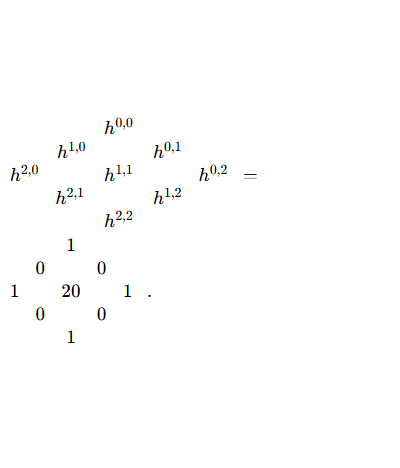 h^{0,0}
h^{1,0} h^{0,1}
h^{2,0} h^{1,1} h^{0,2} =
h^{2,1} h^{1,2}
h^{2,2}
1
0 0
1 20 1 .
0 0
1